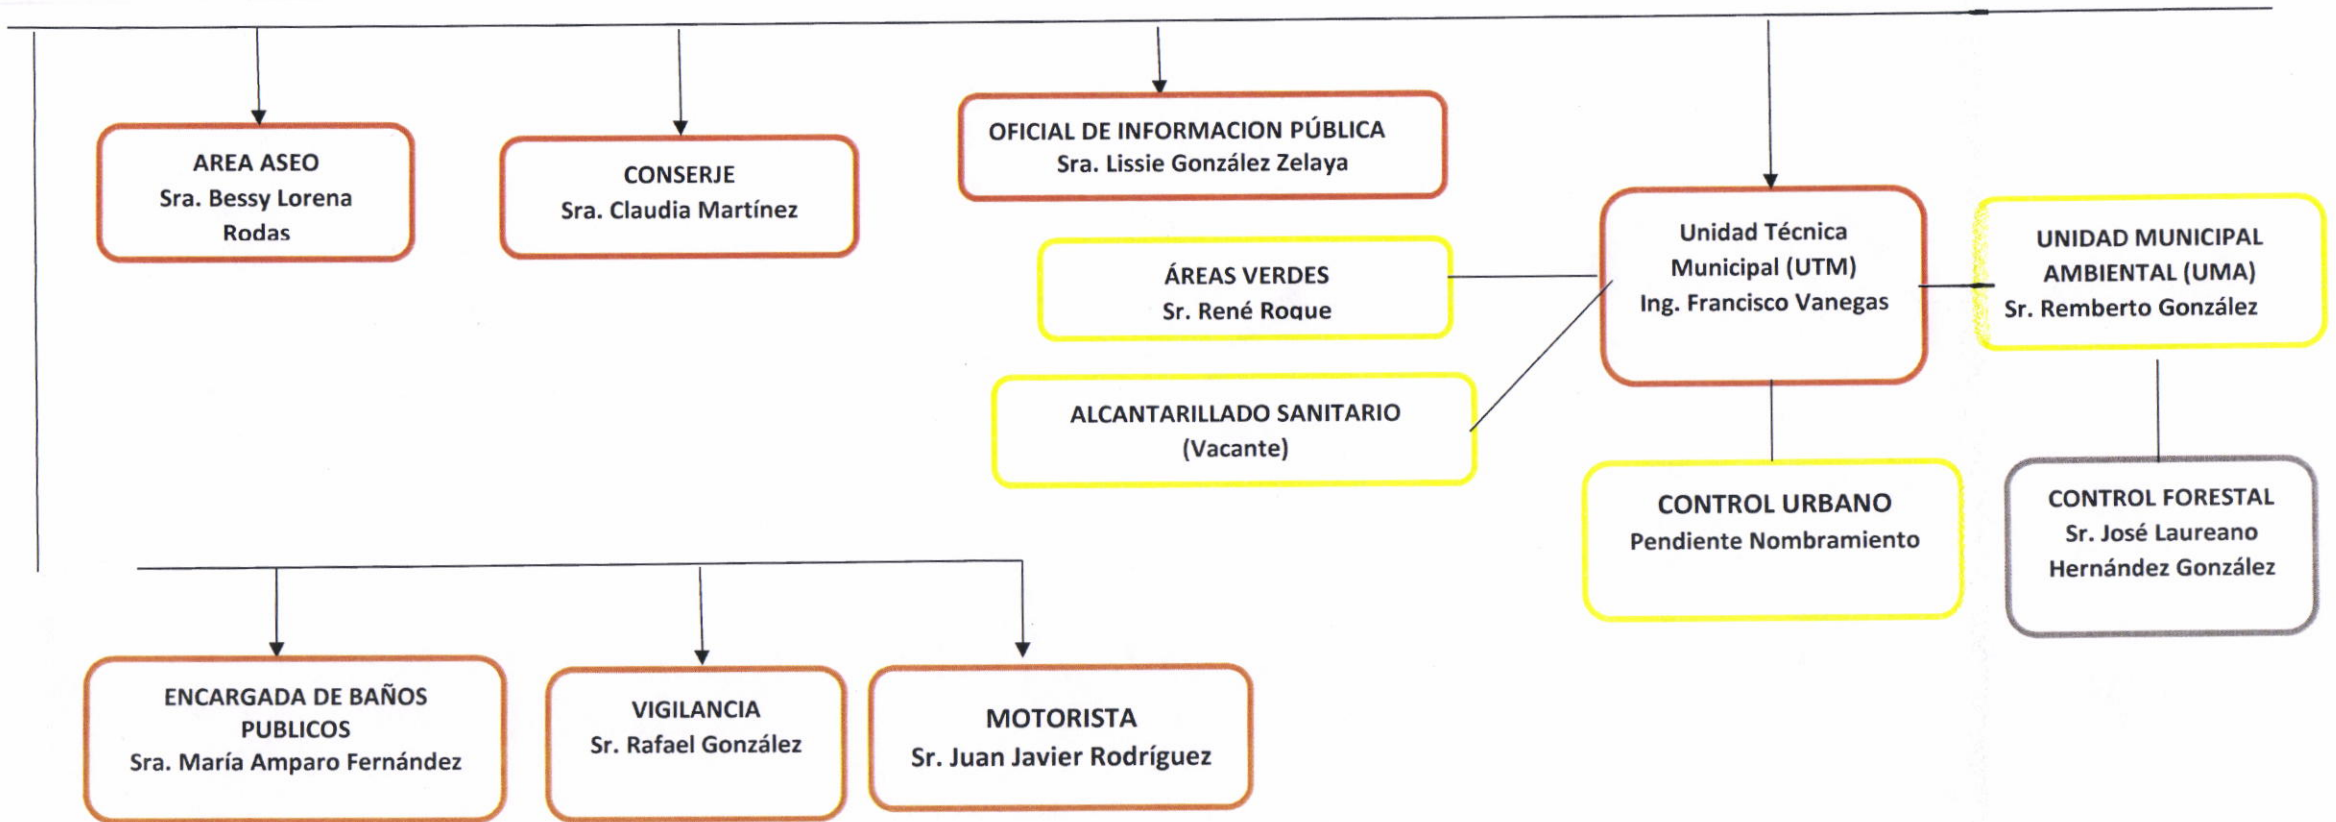 AREA ASEO
Sra. Bessy Lorena
Rodas
CONSERJE
Sra. Claudia Martínez
OFICIAL DE INFORMACION PÚBLICA
Sra. Lissie González Zelaya
ÁREAS VERDES
Sr. René Roque
ALCANTARILLADO SANITARIO
(Vacante)
Unidad Técnica
Municipal (UTM)
Ing. Francisco Vanegas
UNIDAD MUNICIPAL
AMBIENTAL (UMA)
Sr. Remberto González
CONTROL URBANO
Pendiente Nombramiento
CONTROL FORESTAL
Sr. José Laureano
Hernández González
ENCARGADA DE BAÑOS
PUBLICOS
Sra. María Amparo Fernández
VIGILANCIA
Sr. Rafael González
MOTORISTA
Sr. Juan Javier Rodríguez